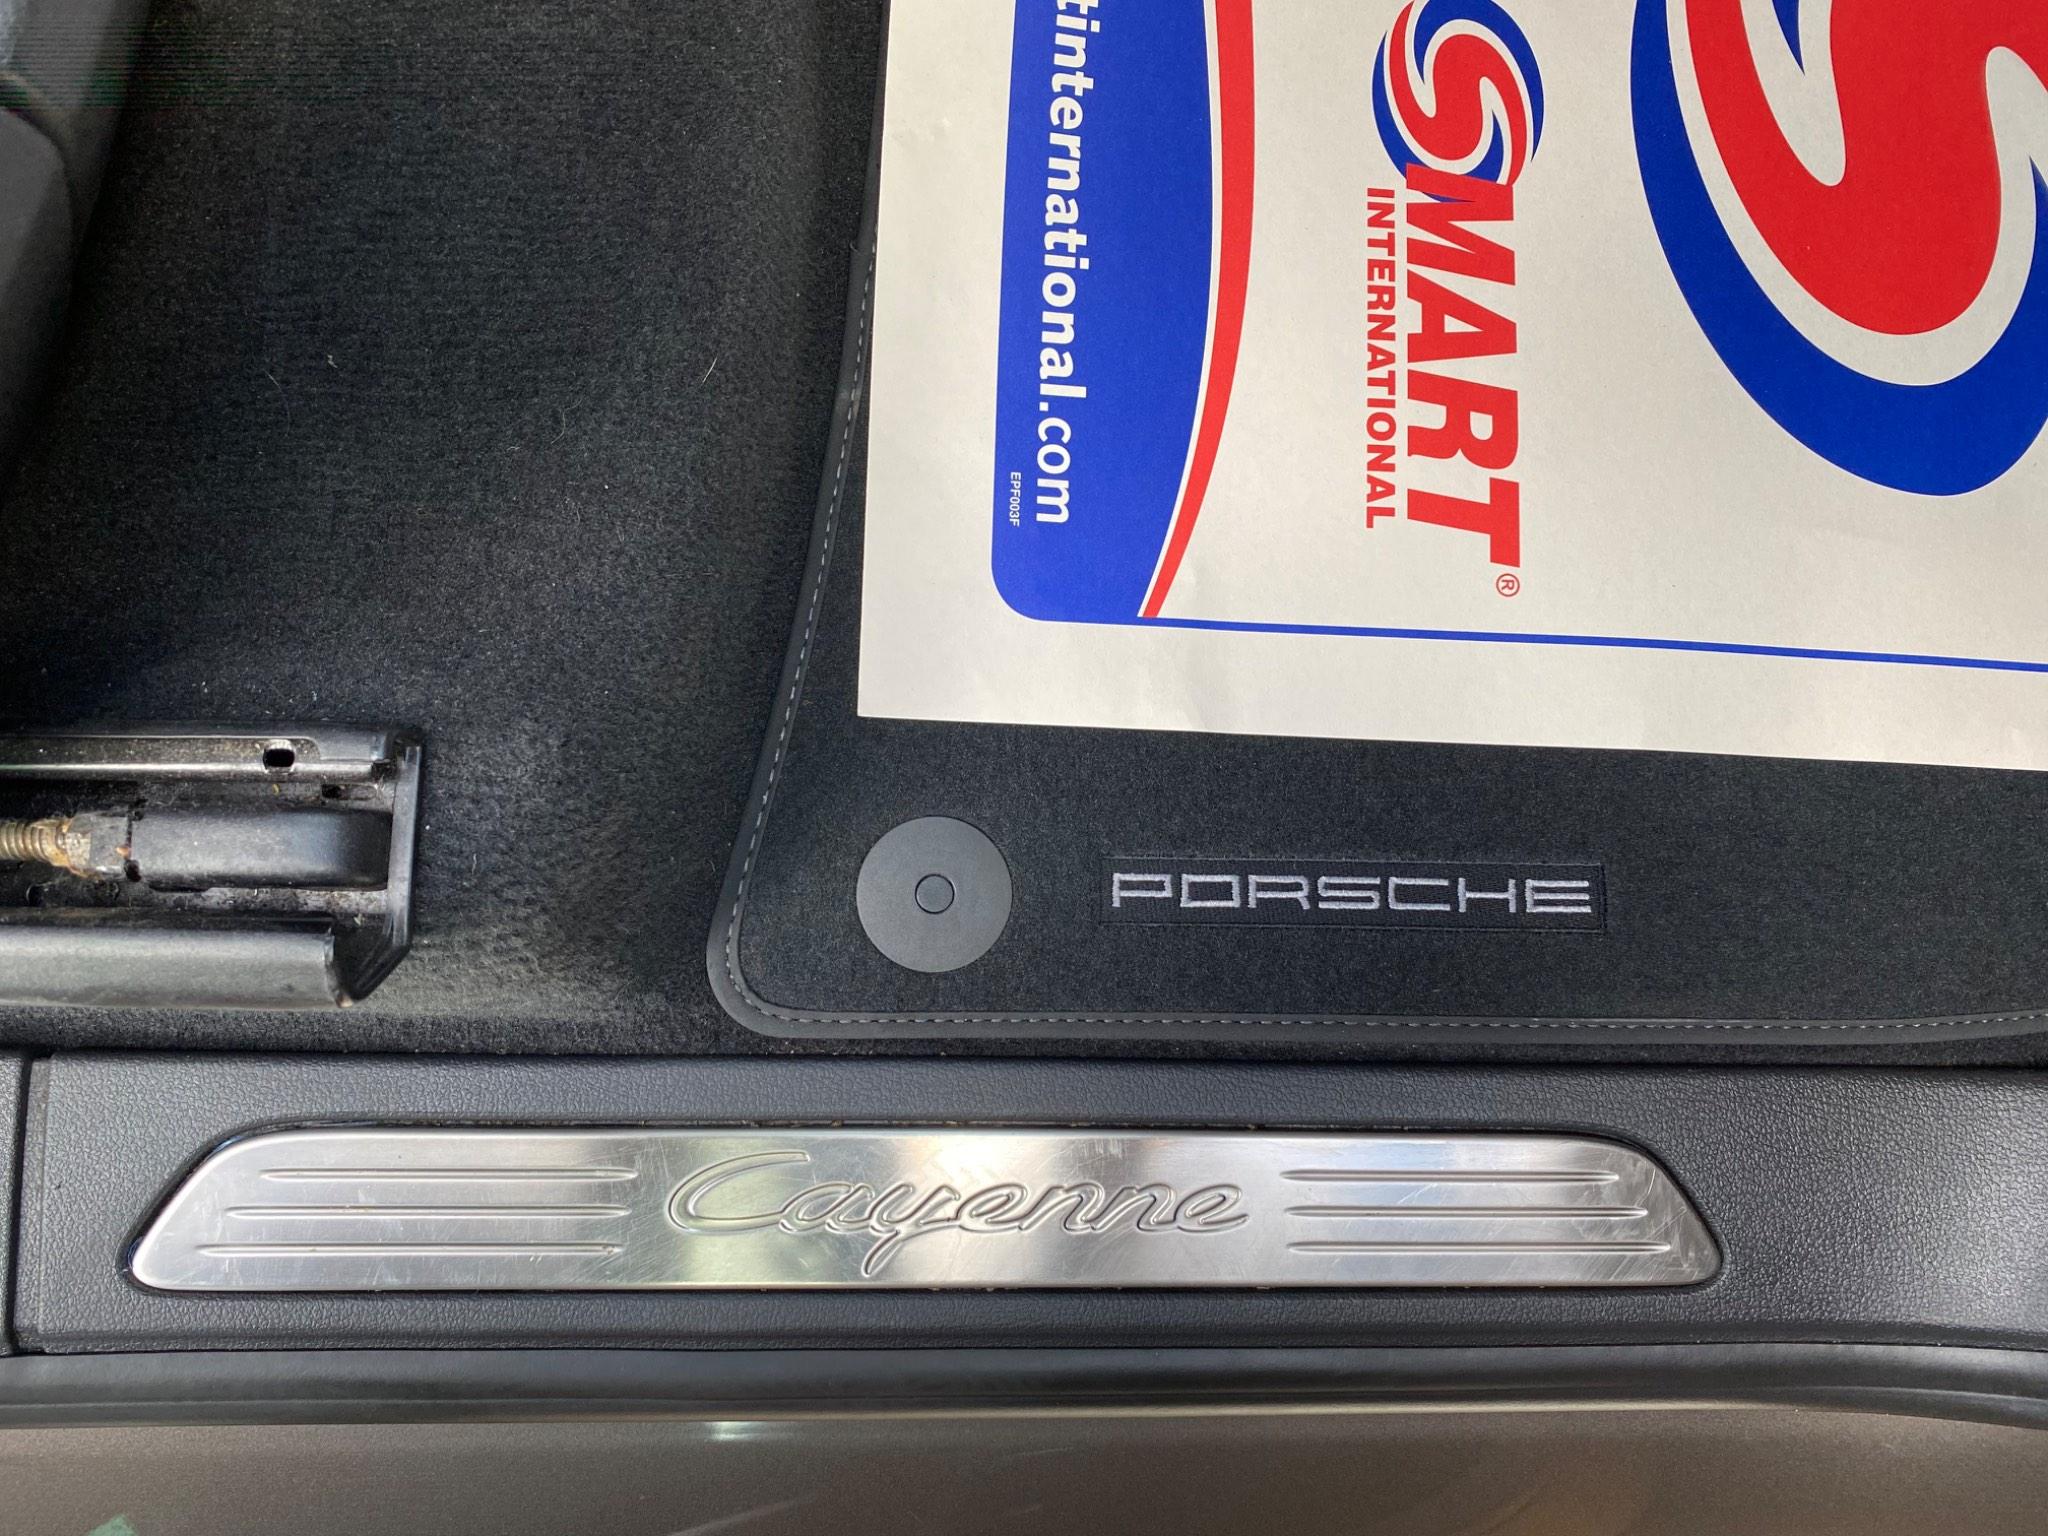 tinternational.com
EPF003F
SMART®
INTERNATIONAL
PORSCHE
Cayenne